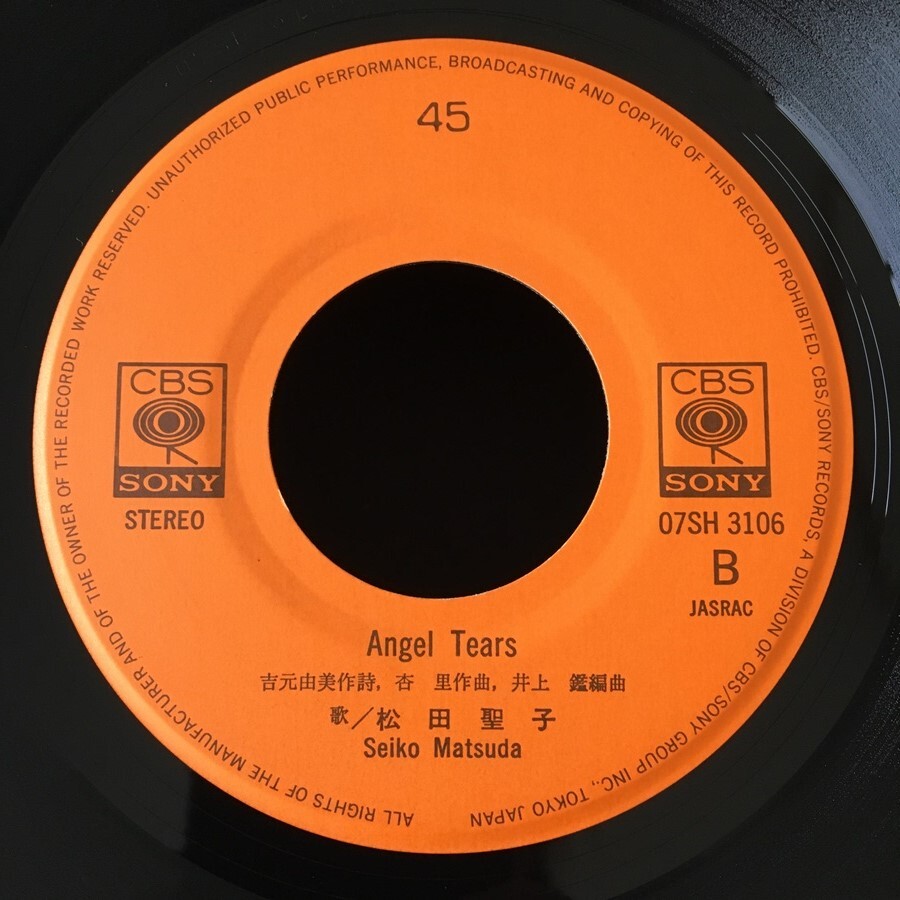 ALL RIGHTS OF THE MANUFACTURER AND OF THE OWNER OF THE RECORDED WORK RESERVED. UNAUTHORIZED PUBLIC PERFORMANCE, BROADCASTING AND COPYING OF THIS RECORD PROHIBITED. CBS/SONY RECORDS, A DIVISION OF CBS/SONY GROUP INC., TOKYO JAPAN
45
CBS
SONY
STEREO
CBS
SONY
07SH 3106
B
JASRAC
Angel Tears
吉元由美作詩, 杏 里作曲, 井上 鑑編曲
歌／松田聖子
Seiko Matsuda